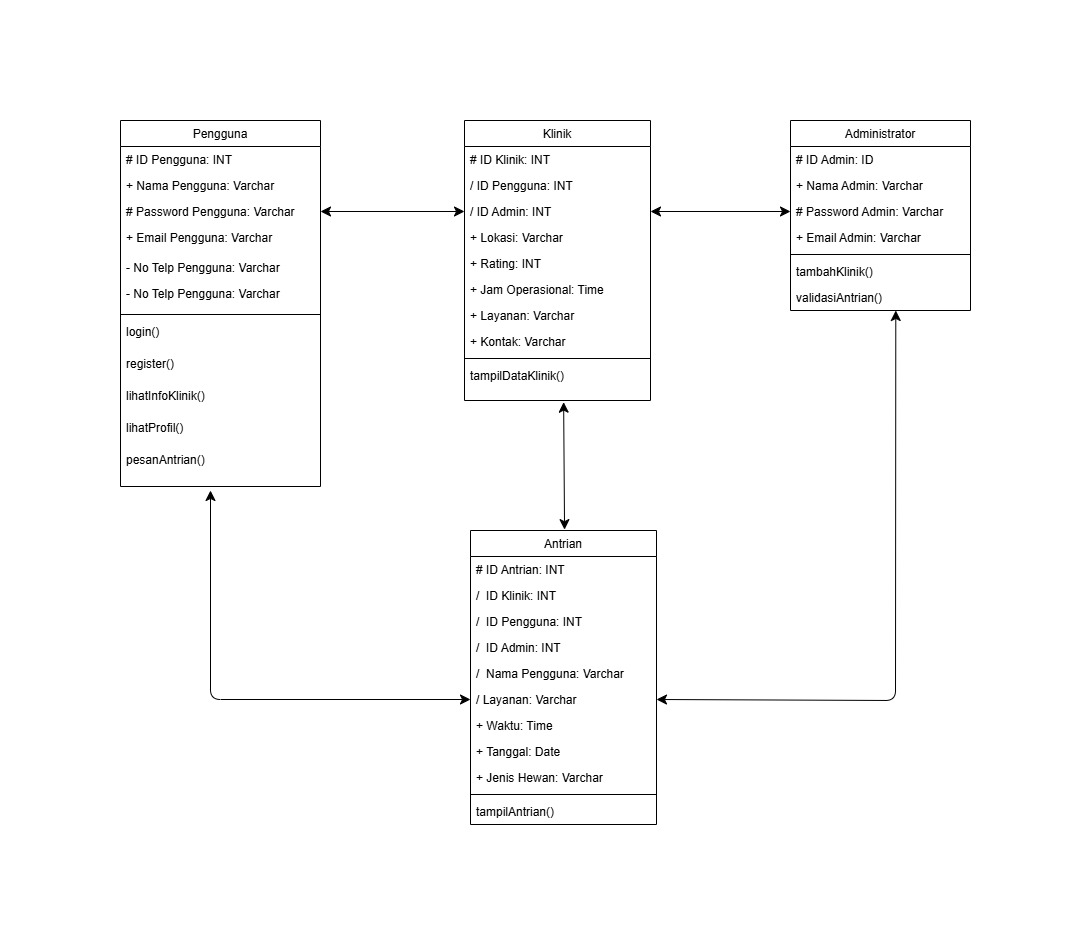 Pengguna
# ID Pengguna: INT
+ Nama Pengguna: Varchar
# Password Pengguna: Varchar
+ Email Pengguna: Varchar
- No Telp Pengguna: Varchar
- No Telp Pengguna: Varchar
login()
register()
lihatInfoKlinik()
lihatProfil()
pesanAntrian()
Klinik
# ID Klinik: INT
/ ID Pengguna: INT
/ ID Admin: INT
+ Lokasi: Varchar
+ Rating: INT
+ Jam Operasional: Time
+ Layanan: Varchar
+ Kontak: Varchar
tampilDataKlinik()
Administrator
# ID Admin: ID
+ Nama Admin: Varchar
# Password Admin: Varchar
+ Email Admin: Varchar
tambahKlinik()
validasiAntrian()
Antrian
# ID Antrian: INT
/ ID Klinik: INT
/ ID Pengguna: INT
/ ID Admin: INT
/ Nama Pengguna: Varchar
/ Layanan: Varchar
+ Waktu: Time
+ Tanggal: Date
+ Jenis Hewan: Varchar
tampilAntrian()